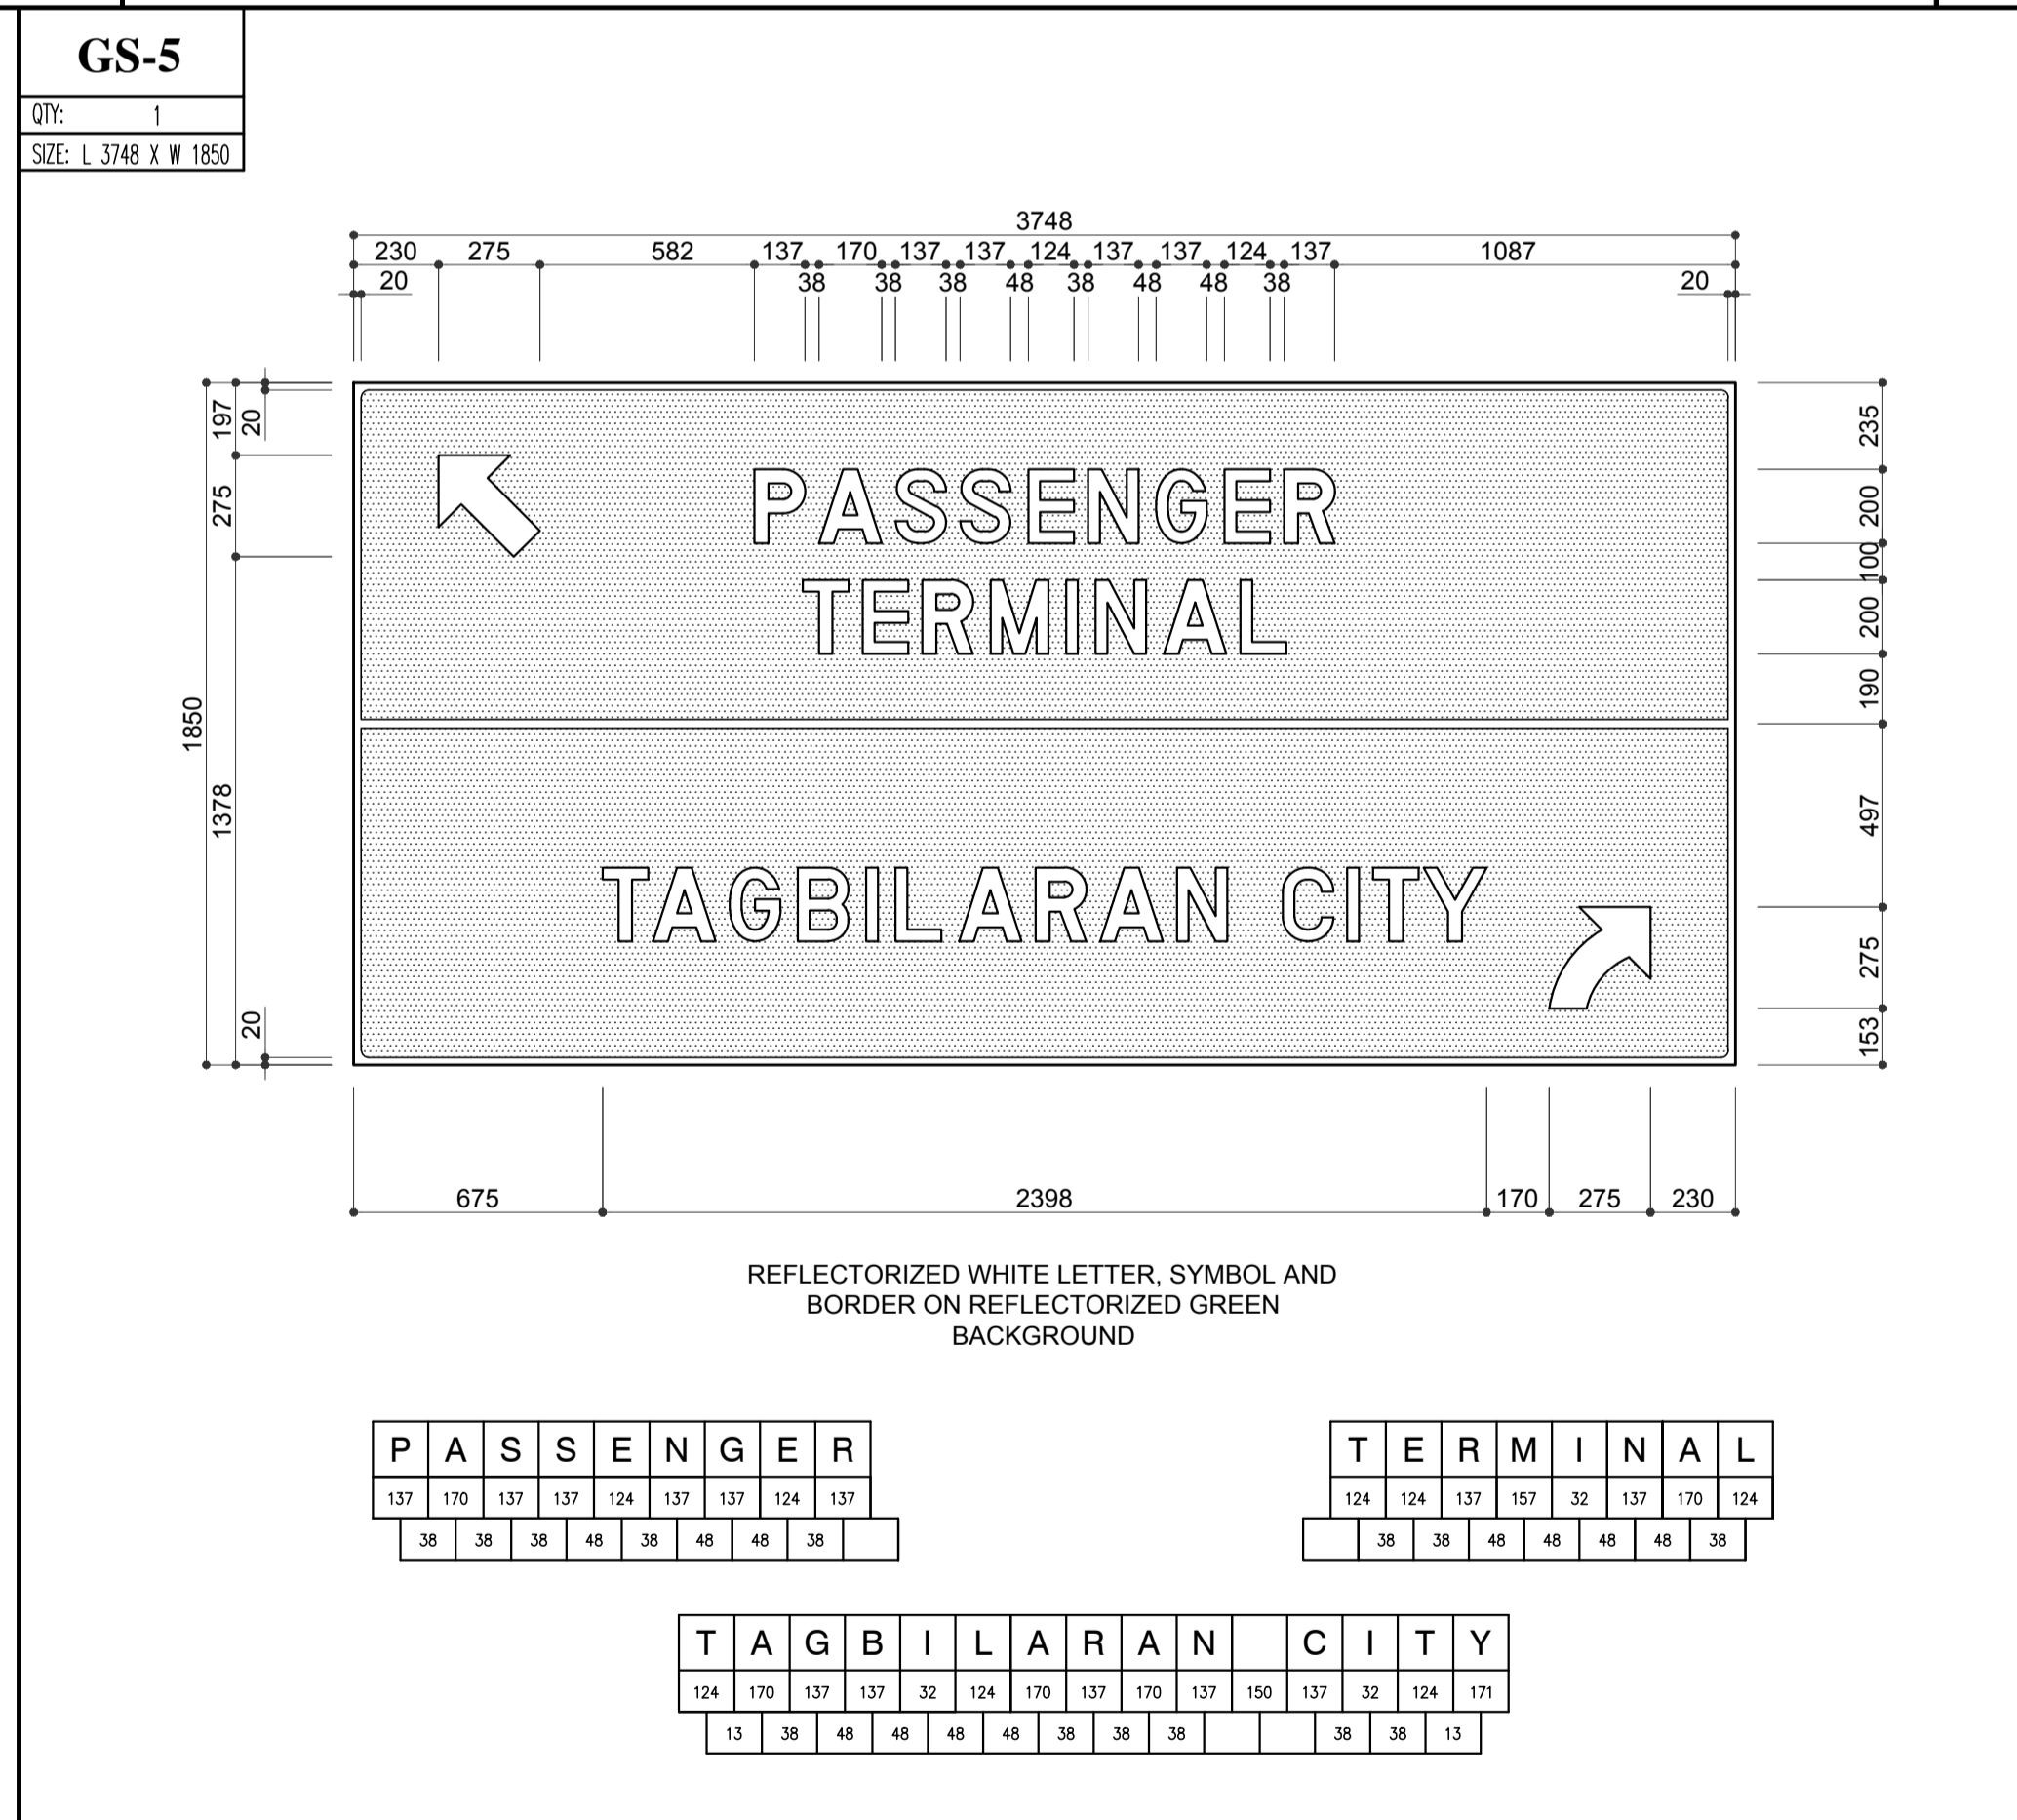 GS-5
QTY: 1
SIZE: L 3748 X W 1850
3748
230 275 582 137 170 137 137 124 137 137 124 137 1087
20 38 38 38 48 38 48 48 38 20
197 20 235
275 200
100
200
190
1850
1378 497
275
20 153
PASSENGER
TERMINAL
TAGBILARAN CITY
675 2398 170 275 230
REFLECTORIZED WHITE LETTER, SYMBOL AND
BORDER ON REFLECTORIZED GREEN
BACKGROUND
P A S S E N G E R
137 170 137 137 124 137 137 124 137
38 38 38 48 38 48 48 38
T E R M I N A L
124 124 137 157 32 137 170 124
38 38 48 48 48 48 38
T A G B I L A R A N C I T Y
124 170 137 137 32 124 170 137 170 137 150 137 32 124 171
13 38 48 48 48 48 38 38 38 38 38 13